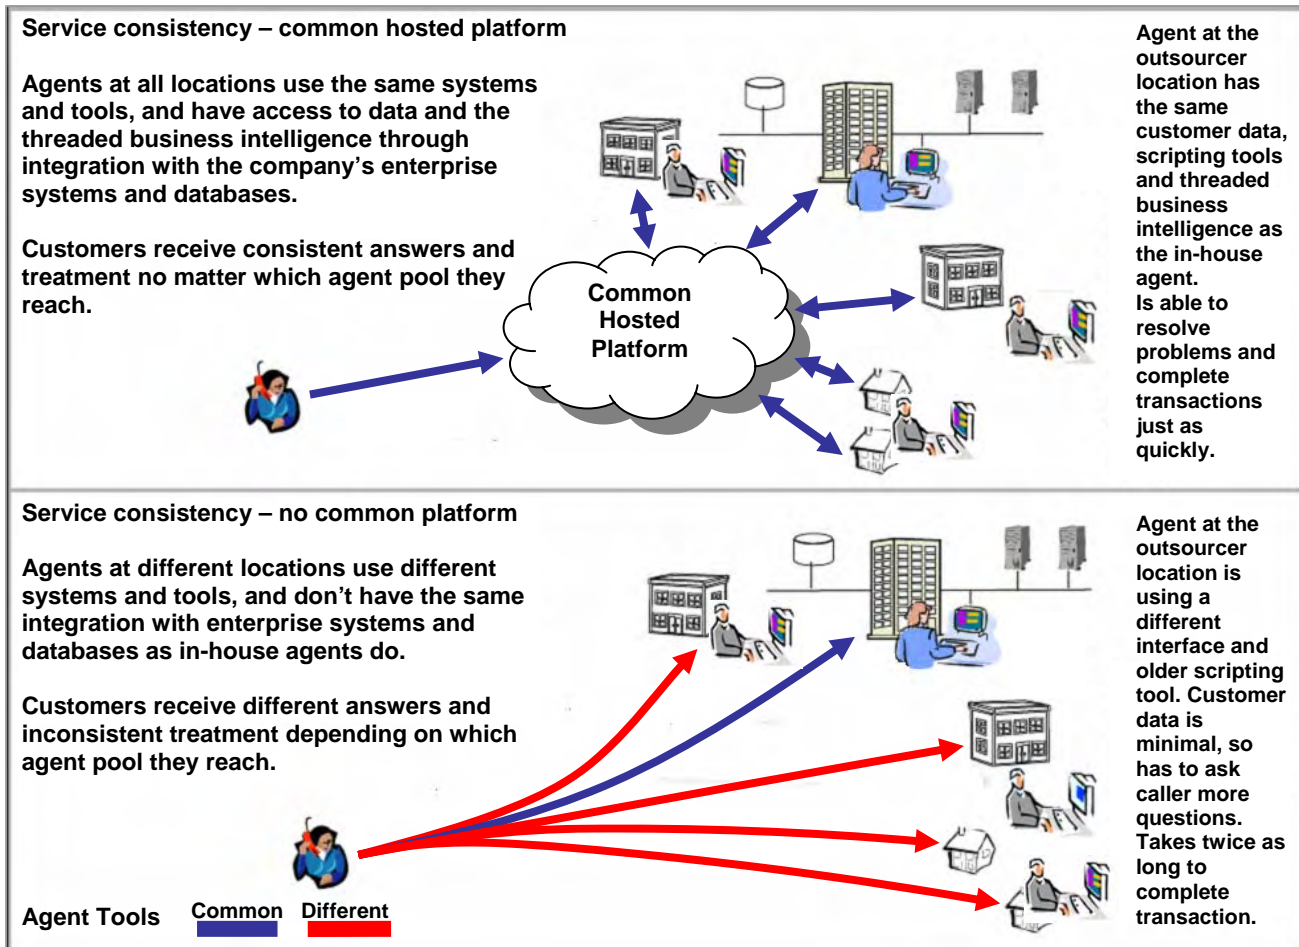 Service consistency – common hosted platform
Agents at all locations use the same systems
and tools, and have access to data and the
threaded business intelligence through
integration with the company's enterprise
systems and databases.
Customers receive consistent answers and
treatment no matter which agent pool they
reach.
Common
Hosted
Platform
Agent at the
outsourcer
location has
the same
customer data,
scripting tools
and threaded
business
intelligence as
the in-house
agent.
Is able to
resolve
problems and
complete
transactions
just as
quickly.
Service consistency – no common platform
Agents at different locations use different
systems and tools, and don't have the same
integration with enterprise systems and
databases as in-house agents do.
Customers receive different answers and
inconsistent treatment depending on which
agent pool they reach.
Agent at the
outsourcer
location is
using a
different
interface and
older scripting
tool. Customer
data is
minimal, so
has to ask
caller more
questions.
Takes twice as
long to
complete
transaction.
Agent Tools Common Different